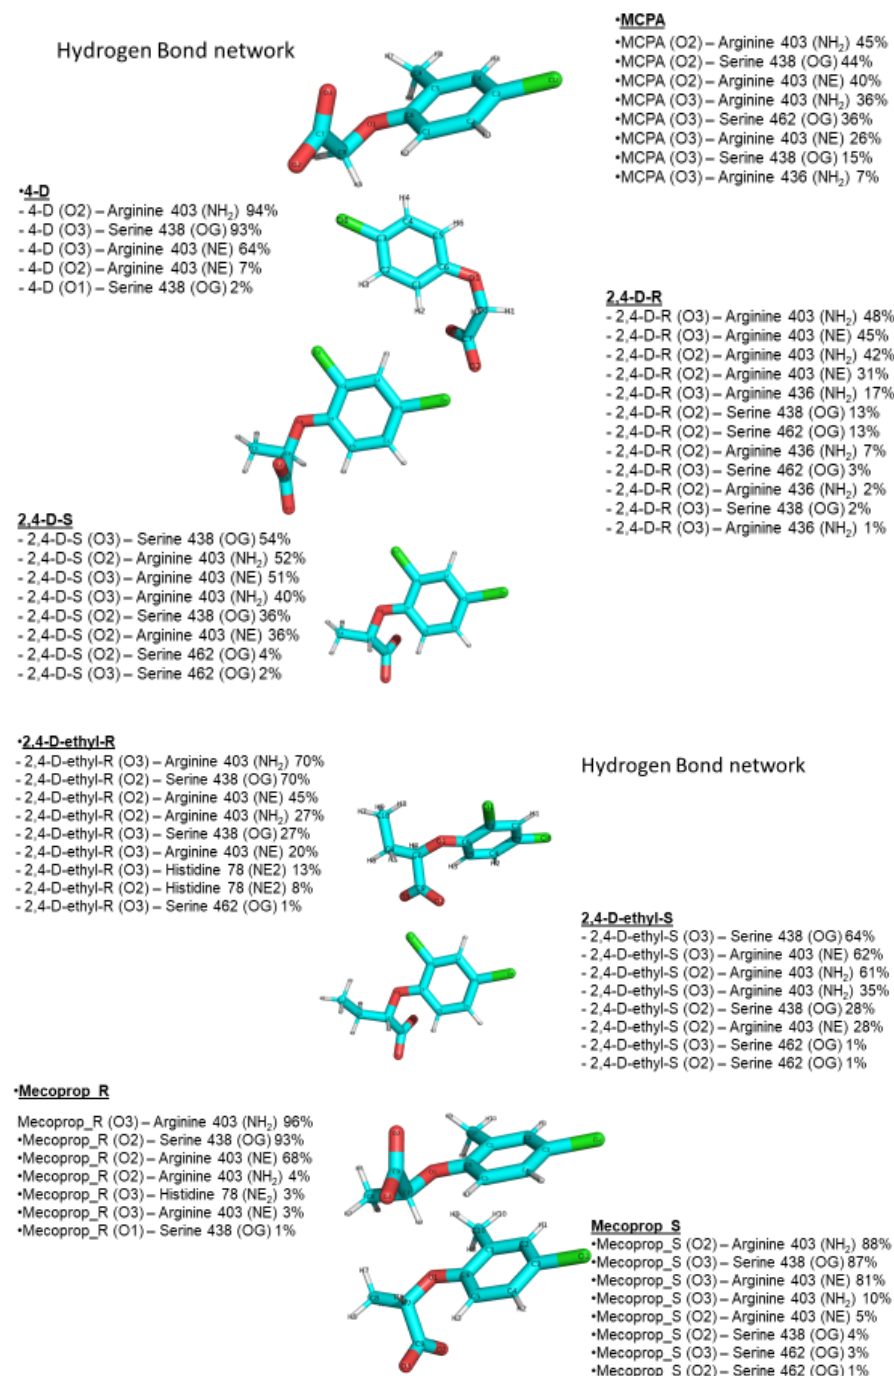 Hydrogen Bond network
•MCPA
•MCPA (O2) – Arginine 403 (NH2) 45%
•MCPA (O2) – Serine 438 (OG) 44%
•MCPA (O2) – Arginine 403 (NE) 40%
•MCPA (O3) – Arginine 403 (NH2) 36%
•MCPA (O3) – Serine 462 (OG) 36%
•MCPA (O3) – Arginine 403 (NE) 26%
•MCPA (O3) – Serine 438 (OG) 15%
•MCPA (O3) – Arginine 436 (NH2) 7%
•4-D
- 4-D (O2) – Arginine 403 (NH2) 94%
- 4-D (O3) – Serine 438 (OG) 93%
- 4-D (O3) – Arginine 403 (NE) 64%
- 4-D (O2) – Arginine 403 (NE) 7%
- 4-D (O1) – Serine 438 (OG) 2%
2,4-D-R
- 2,4-D-R (O3) – Arginine 403 (NH2) 48%
- 2,4-D-R (O3) – Arginine 403 (NE) 45%
- 2,4-D-R (O2) – Arginine 403 (NH2) 42%
- 2,4-D-R (O2) – Arginine 403 (NE) 31%
- 2,4-D-R (O3) – Arginine 436 (NH2) 17%
- 2,4-D-R (O2) – Serine 438 (OG) 13%
- 2,4-D-R (O2) – Serine 462 (OG) 13%
- 2,4-D-R (O2) – Arginine 436 (NH2) 7%
- 2,4-D-R (O3) – Serine 462 (OG) 3%
- 2,4-D-R (O2) – Arginine 436 (NH2) 2%
- 2,4-D-R (O3) – Serine 438 (OG) 2%
- 2,4-D-R (O3) – Arginine 436 (NH2) 1%
2,4-D-S
- 2,4-D-S (O3) – Serine 438 (OG) 54%
- 2,4-D-S (O2) – Arginine 403 (NH2) 52%
- 2,4-D-S (O3) – Arginine 403 (NE) 51%
- 2,4-D-S (O3) – Arginine 403 (NH2) 40%
- 2,4-D-S (O2) – Serine 438 (OG) 36%
- 2,4-D-S (O2) – Arginine 403 (NE) 36%
- 2,4-D-S (O2) – Serine 462 (OG) 4%
- 2,4-D-S (O3) – Serine 462 (OG) 2%
•2,4-D-ethyl-R
- 2,4-D-ethyl-R (O3) – Arginine 403 (NH2) 70%
- 2,4-D-ethyl-R (O2) – Serine 438 (OG) 70%
- 2,4-D-ethyl-R (O2) – Arginine 403 (NE) 45%
- 2,4-D-ethyl-R (O2) – Arginine 403 (NH2) 27%
- 2,4-D-ethyl-R (O3) – Serine 438 (OG) 27%
- 2,4-D-ethyl-R (O3) – Arginine 403 (NE) 20%
- 2,4-D-ethyl-R (O3) – Histidine 78 (NE2) 13%
- 2,4-D-ethyl-R (O2) – Histidine 78 (NE2) 8%
- 2,4-D-ethyl-R (O3) – Serine 462 (OG) 1%
Hydrogen Bond network
2,4-D-ethyl-S
- 2,4-D-ethyl-S (O3) – Serine 438 (OG) 64%
- 2,4-D-ethyl-S (O3) – Arginine 403 (NE) 62%
- 2,4-D-ethyl-S (O2) – Arginine 403 (NH2) 61%
- 2,4-D-ethyl-S (O3) – Arginine 403 (NH2) 35%
- 2,4-D-ethyl-S (O2) – Serine 438 (OG) 28%
- 2,4-D-ethyl-S (O2) – Arginine 403 (NE) 28%
- 2,4-D-ethyl-S (O3) – Serine 462 (OG) 1%
- 2,4-D-ethyl-S (O2) – Serine 462 (OG) 1%
•Mecoprop_R
Mecoprop_R (O3) – Arginine 403 (NH2) 96%
•Mecoprop_R (O2) – Serine 438 (OG) 93%
•Mecoprop_R (O2) – Arginine 403 (NE) 68%
•Mecoprop_R (O2) – Arginine 403 (NH2) 4%
•Mecoprop_R (O3) – Histidine 78 (NE2) 3%
•Mecoprop_R (O3) – Arginine 403 (NE) 3%
•Mecoprop_R (O1) – Serine 438 (OG) 1%
Mecoprop_S
•Mecoprop_S (O2) – Arginine 403 (NH2) 88%
•Mecoprop_S (O3) – Serine 438 (OG) 87%
•Mecoprop_S (O3) – Arginine 403 (NE) 81%
•Mecoprop_S (O3) – Arginine 403 (NH2) 10%
•Mecoprop_S (O2) – Arginine 403 (NE) 5%
•Mecoprop_S (O2) – Serine 438 (OG) 4%
•Mecoprop_S (O3) – Serine 462 (OG) 3%
•Mecoprop_S (O2) – Serine 462 (OG) 1%